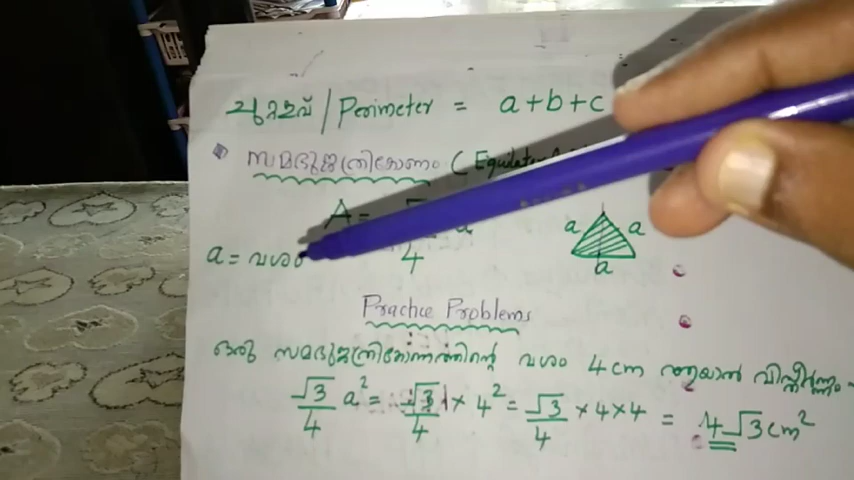 ചുറ്റളവ് / Perimeter = a+b+c
സമഭുജത്രികോണം (
A =
4
a = വശം
a a
a
Practice Problems
ഒരു സമഭുജത്രികോണത്തിന്റെ വശം 4cm ആയാൽ വിസ്തീർണ്ണം
√3/4 a² = √3/4 × 4² = √3/4 × 4 × 4 = 4√3 cm²